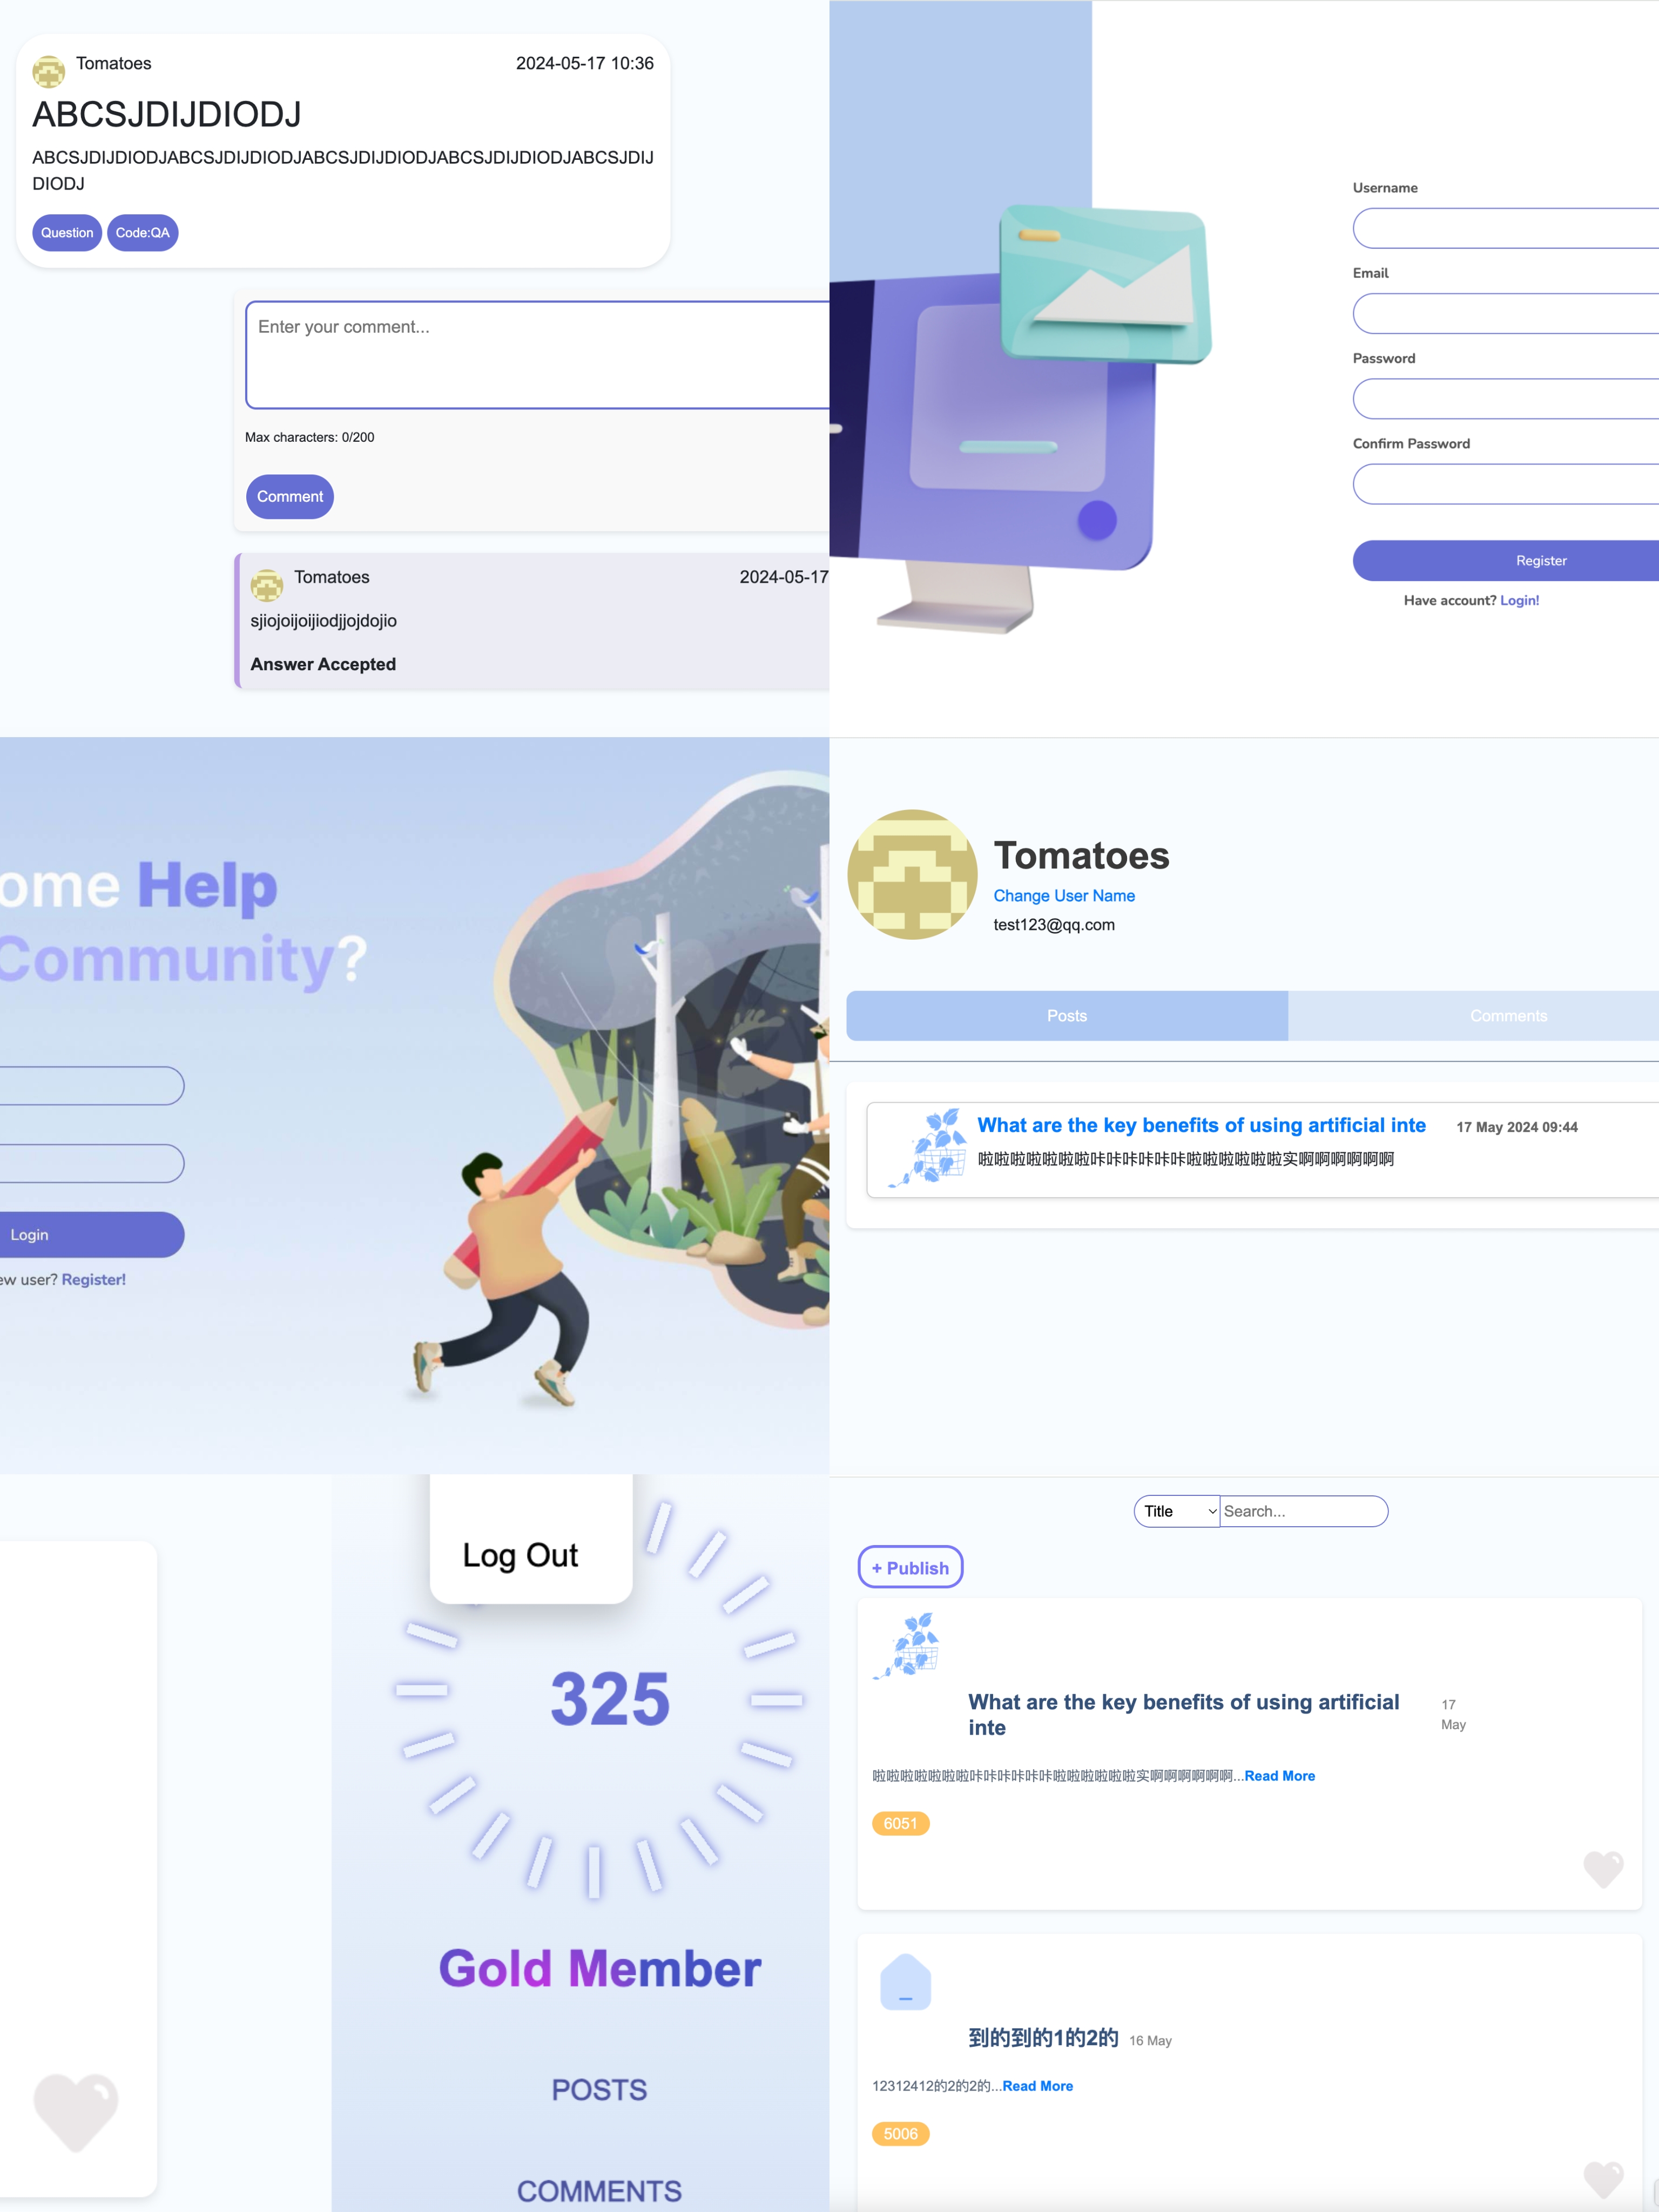 Tomatoes
2024-05-17 10:36
ABCSJDIJDIODJ
ABCSJDIJDIODJABCSJDIJDIODJABCSJDIJDIODJABCSJDIJDIODJABCSJDIJ
DIODJ
Question
Code:QA
Enter your comment...
Max characters: 0/200
Comment
Tomatoes
2024-05-17
sjiojoijoijiodjjojdojio
Answer Accepted
Username
Email
Password
Confirm Password
Register
Have account? Login!
ome Help
Community?
Login
ew user? Register!
Tomatoes
Change User Name
test123@qq.com
Posts
Comments
What are the key benefits of using artificial inte
17 May 2024 09:44
啦啦啦啦啦啦啦咔咔咔咔咔咔啦啦啦啦啦啦实啊啊啊啊啊啊
Log Out
325
Gold Member
POSTS
COMMENTS
Title
Search...
+ Publish
What are the key benefits of using artificial
inte
17
May
啦啦啦啦啦啦啦咔咔咔咔咔咔啦啦啦啦啦啦实啊啊啊啊啊啊...Read More
6051
到的到的1的2的
16 May
12312412的2的2的...Read More
5006